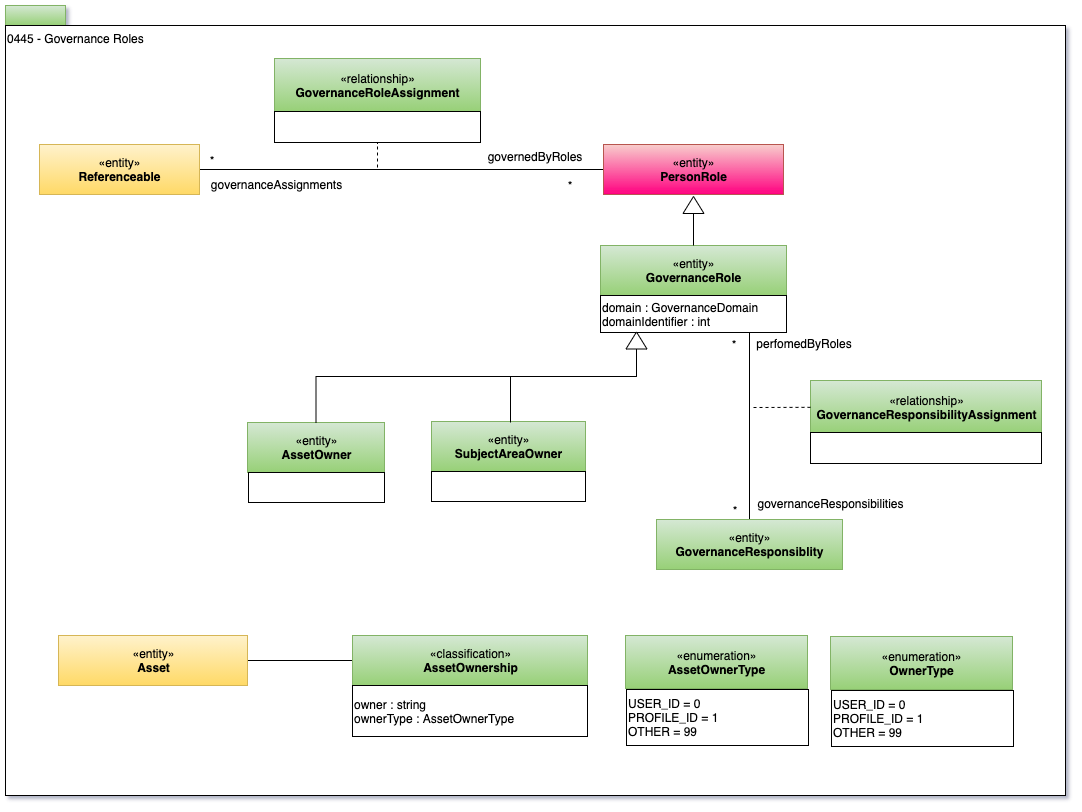 0445 - Governance Roles
«relationship»
GovernanceRoleAssignment
«entity»
Referenceable
*
governanceAssignments
governedByRoles
*
«entity»
PersonRole
«entity»
GovernanceRole
domain : GovernanceDomain
domainIdentifier : int
*
perfomedByRoles
«relationship»
GovernanceResponsibilityAssignment
«entity»
AssetOwner
«entity»
SubjectAreaOwner
*
governanceResponsibilities
«entity»
GovernanceResponsiblity
«entity»
Asset
«classification»
AssetOwnership
owner : string
ownerType : AssetOwnerType
«enumeration»
AssetOwnerType
USER_ID = 0
PROFILE_ID = 1
OTHER = 99
«enumeration»
OwnerType
USER_ID = 0
PROFILE_ID = 1
OTHER = 99